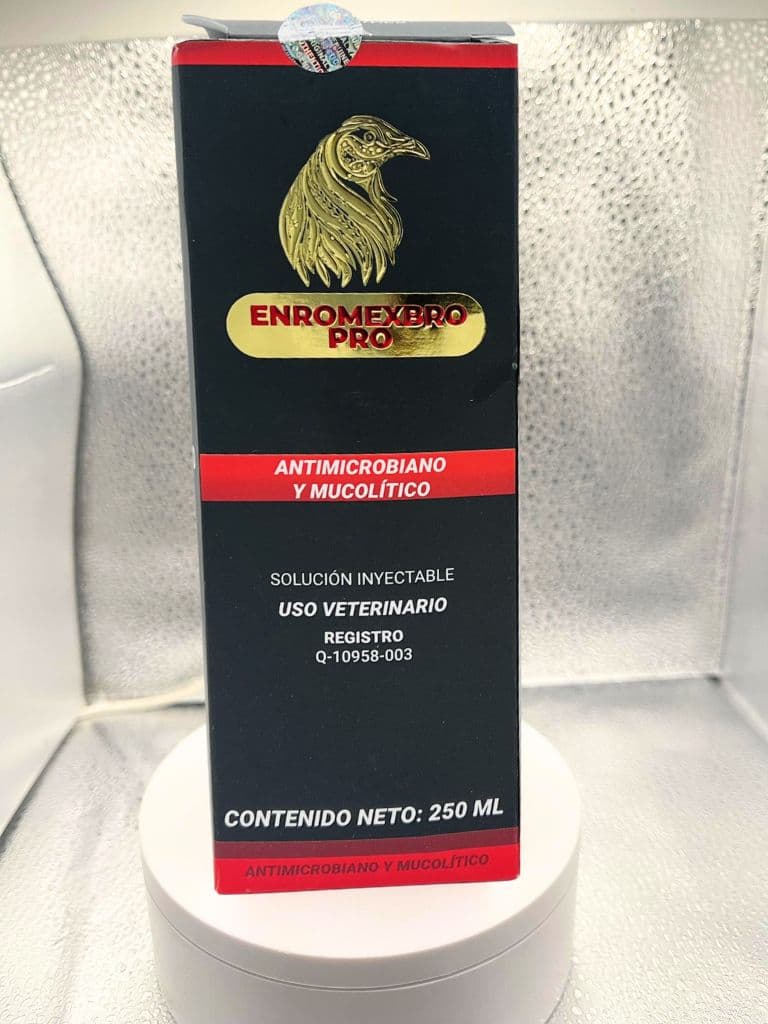 ENROMEXBRO
PRO
ANTIMICROBIANO
Y MUCOLÍTICO
SOLUCIÓN INYECTABLE
USO VETERINARIO
REGISTRO
Q-10958-003
CONTENIDO NETO: 250 ML
ANTIMICROBIANO Y MUCOLÍTICO